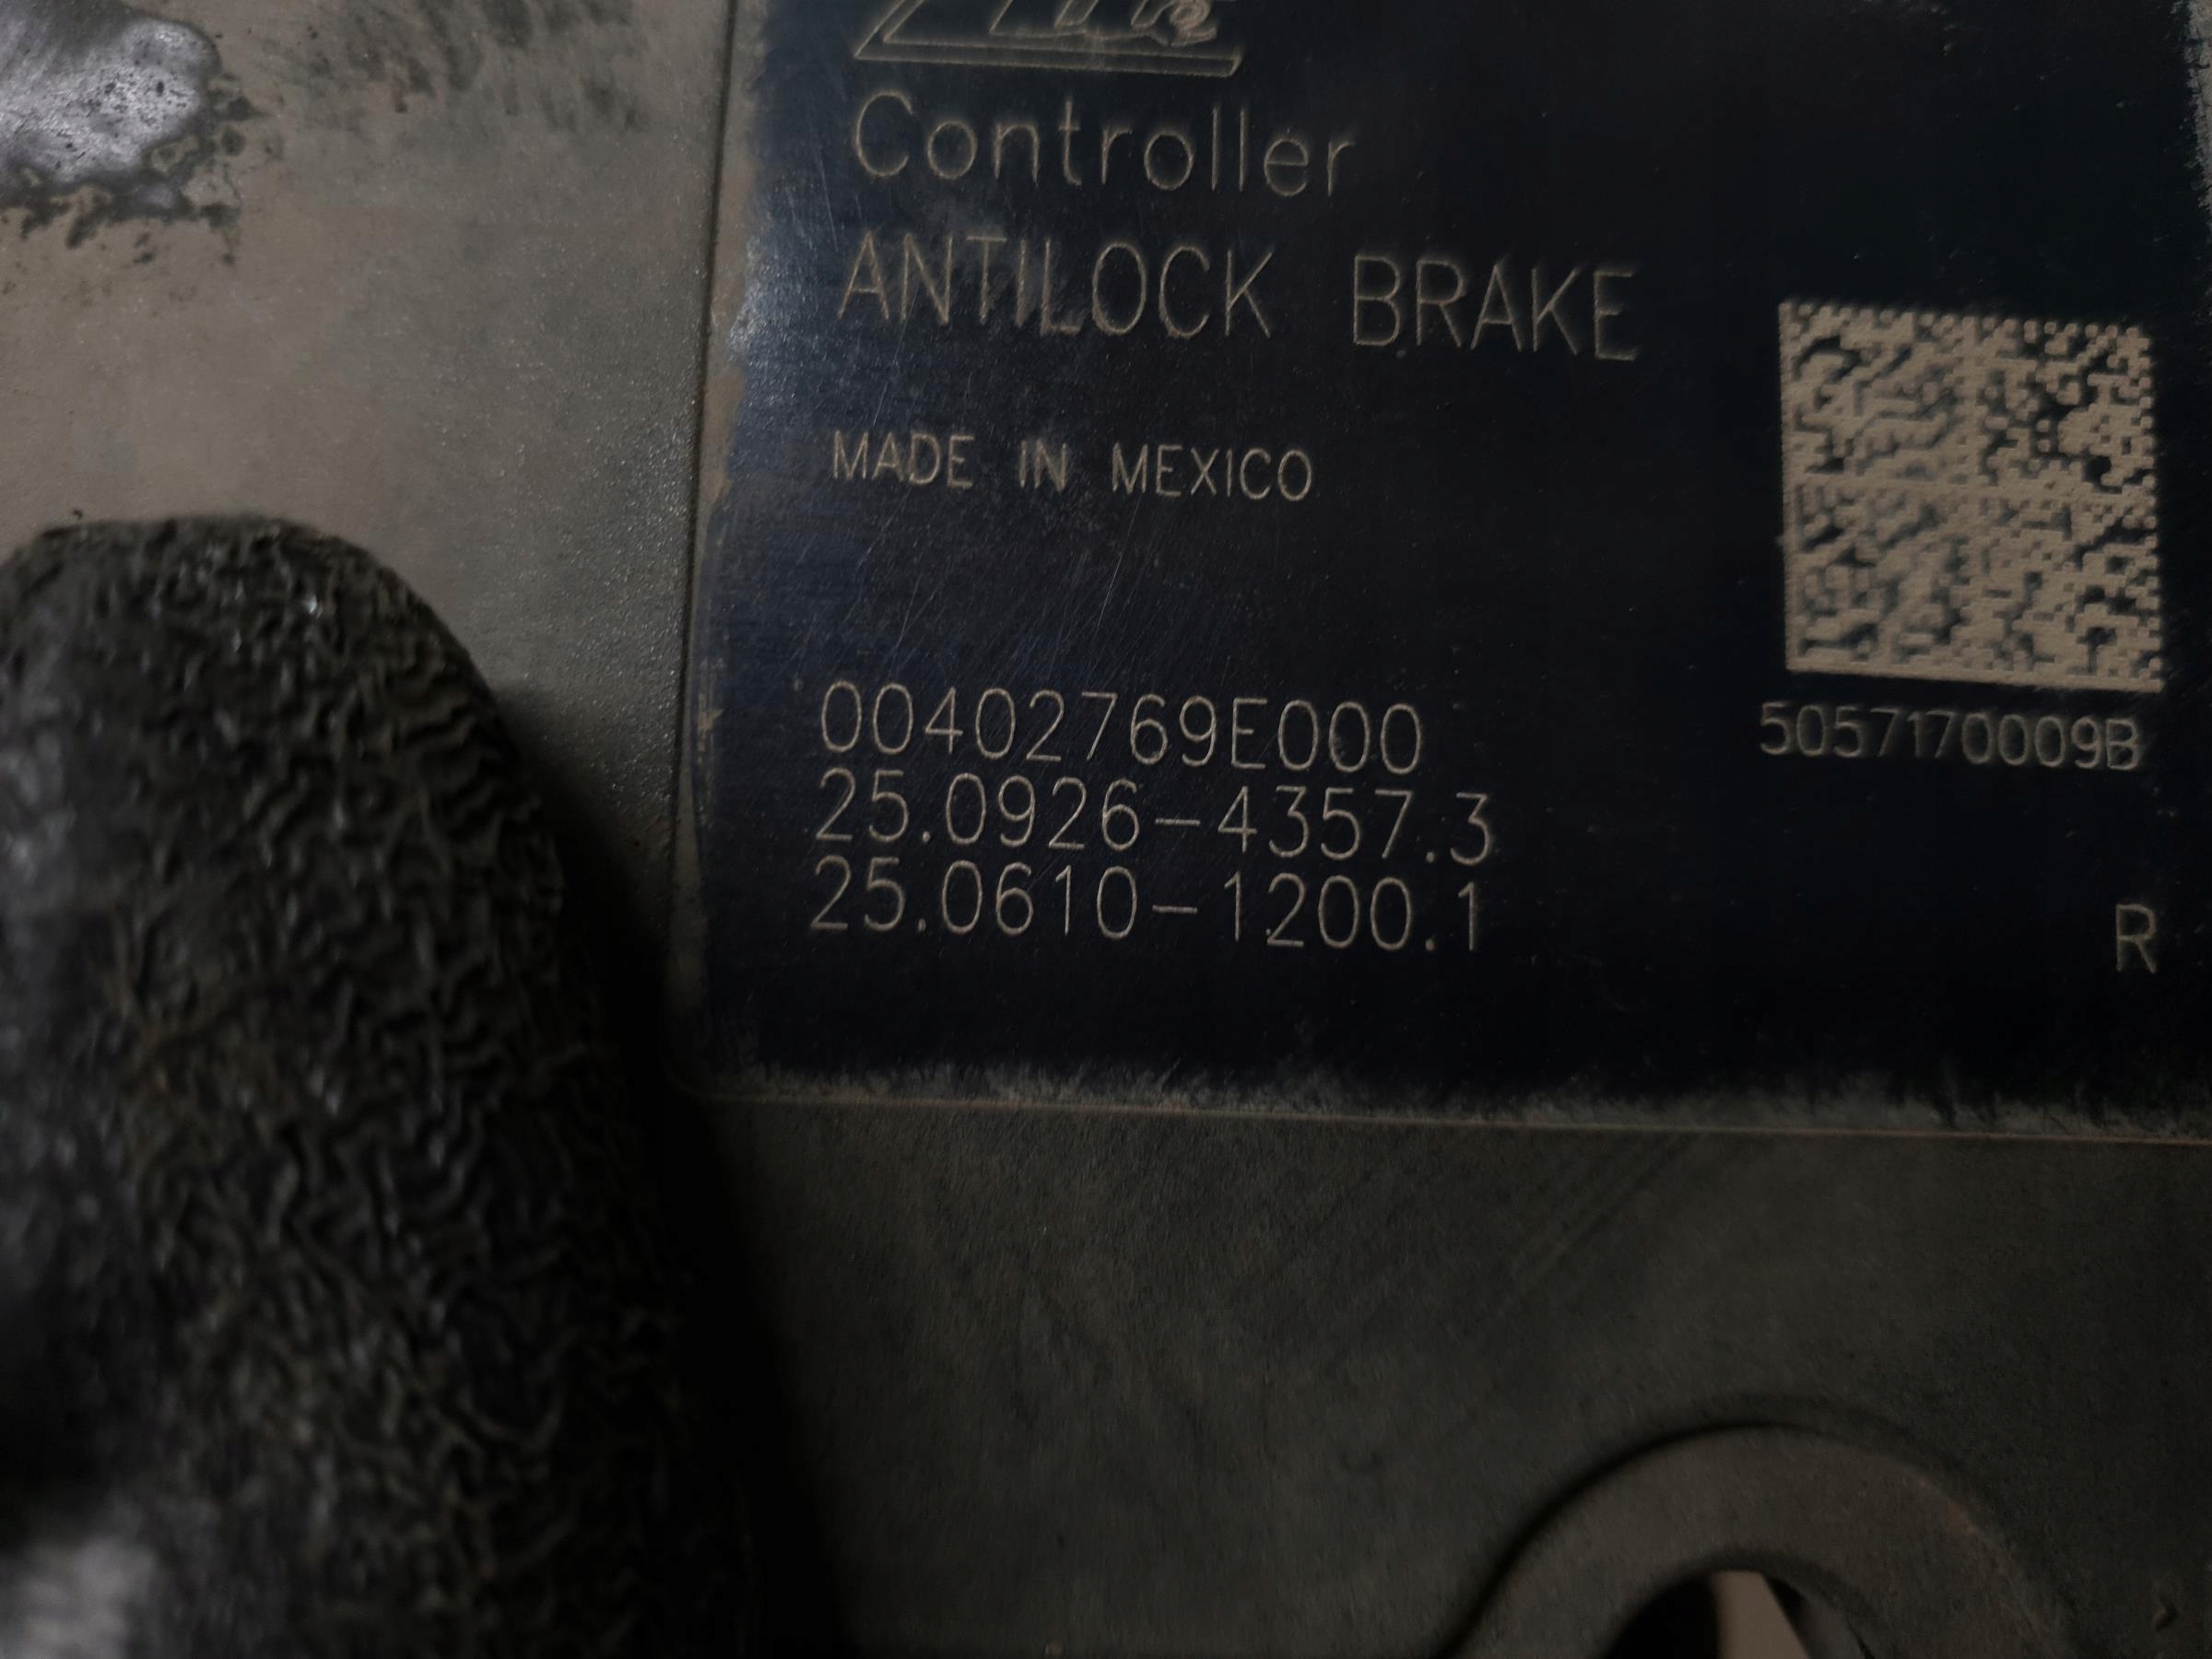 Controller
ANTILOCK BRAKE
MADE IN MEXICO
00402769E000
5057170009B
25.0926-4357.3
25.0610-1200.1
R